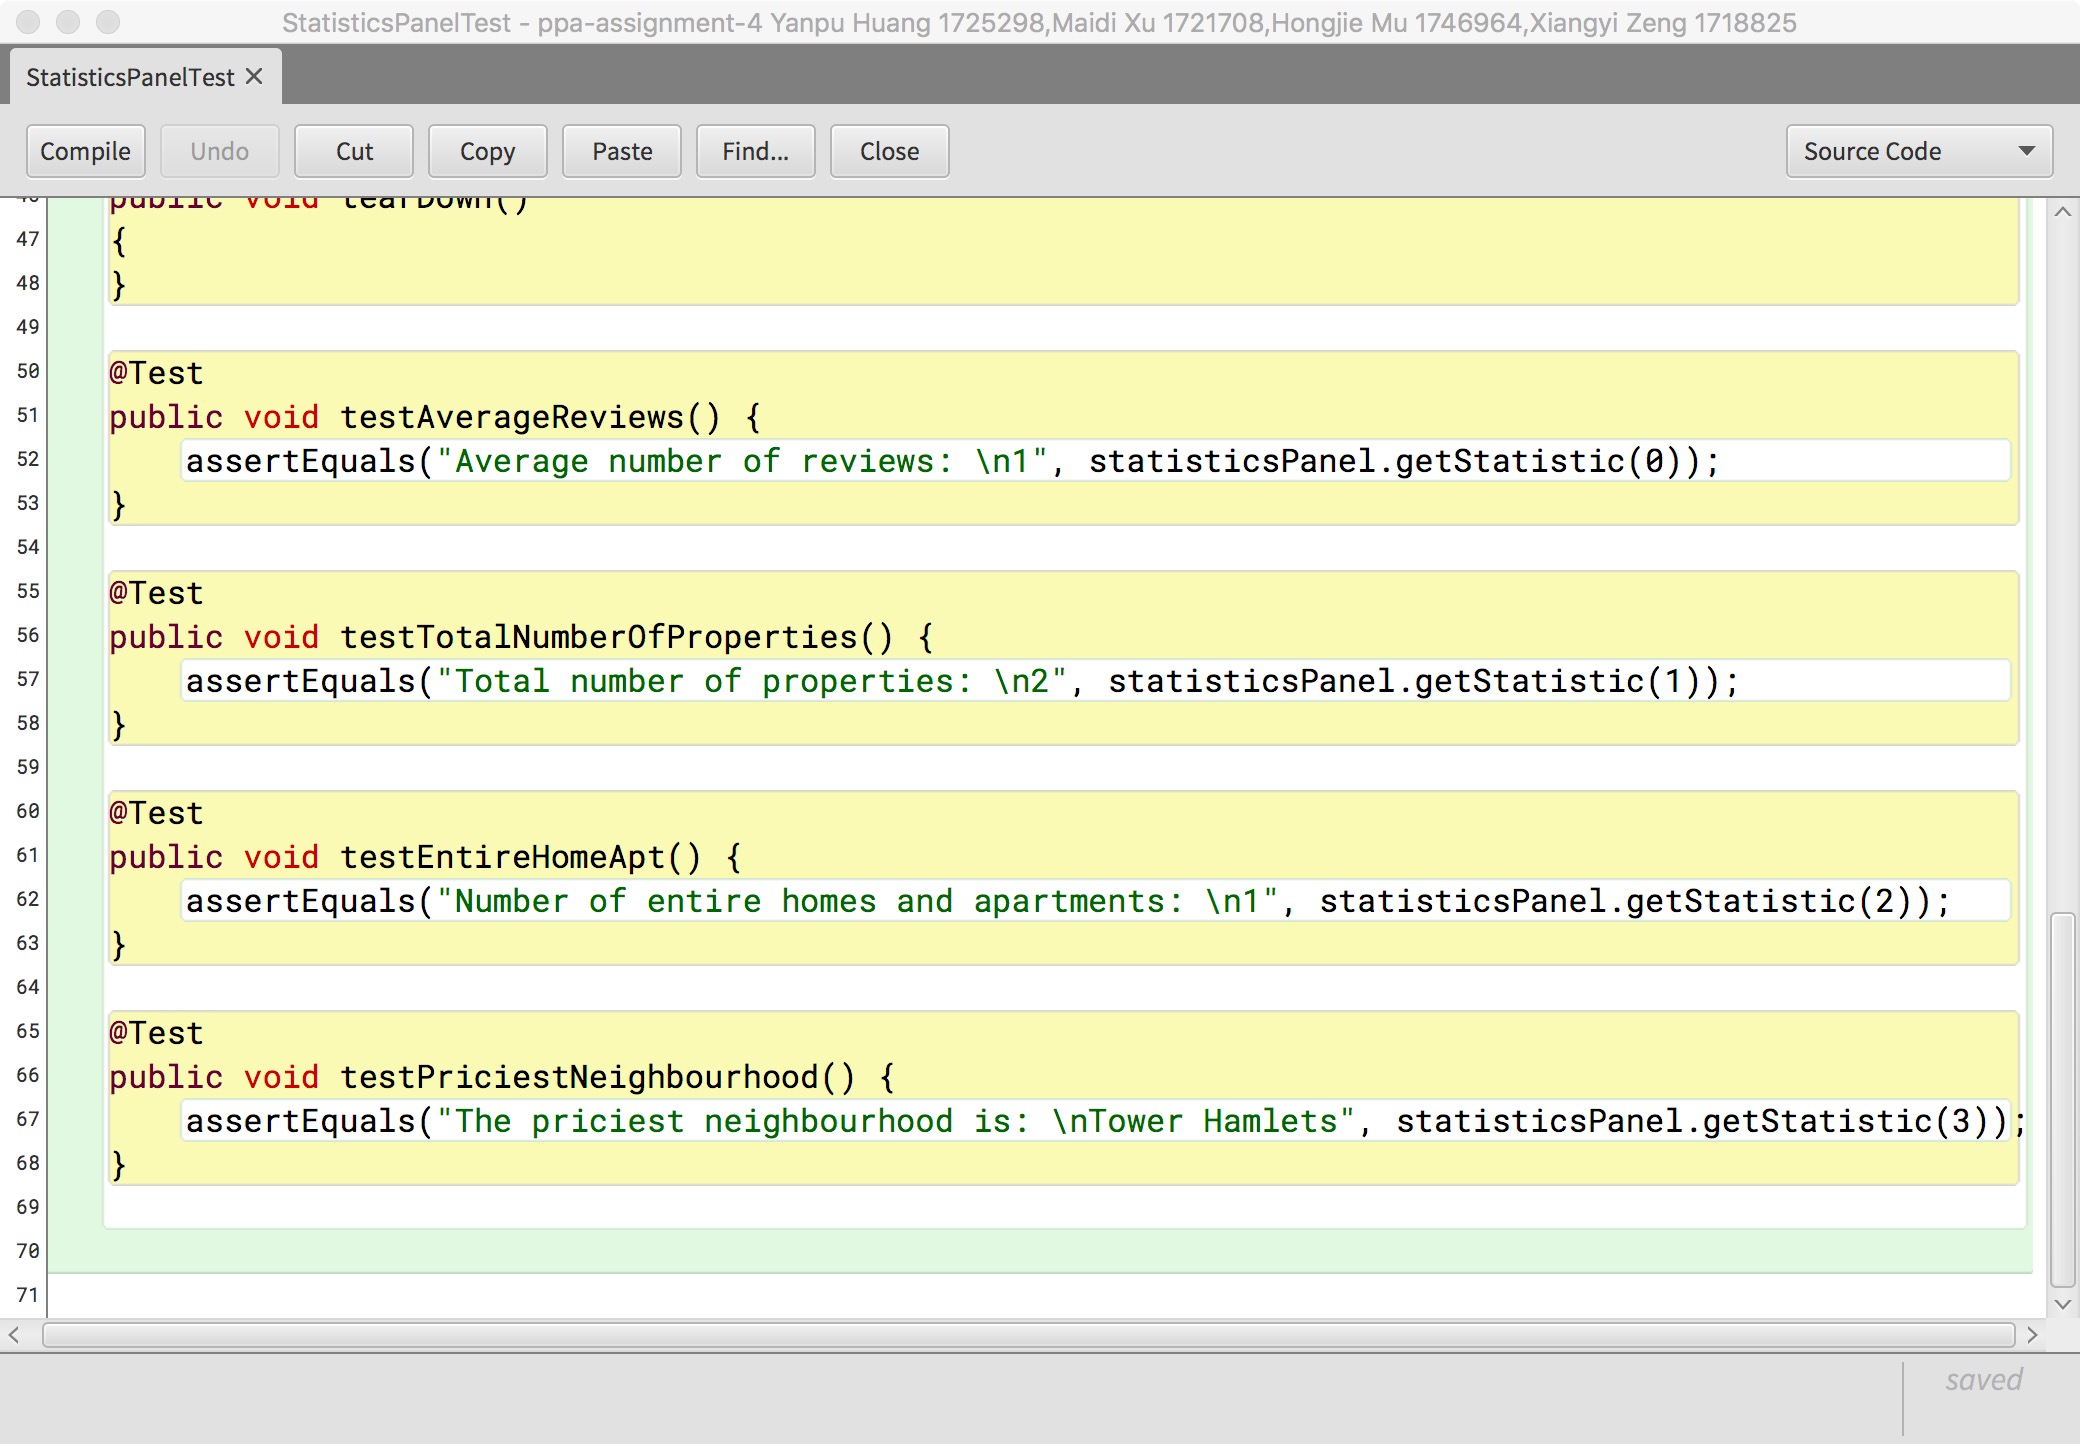 StatisticsPanelTest - ppa-assignment-4 Yanpu Huang 1725298,Maidi Xu 1721708,Hongjie Mu 1746964,Xiangyi Zeng 1718825
StatisticsPanelTest
Compile Undo Cut Copy Paste Find... Close Source Code
46 public void tearDown()
47 {
48 }
49
50 @Test
51 public void testAverageReviews() {
52 assertEquals("Average number of reviews: \n1", statisticsPanel.getStatistic(0));
53 }
54
55 @Test
56 public void testTotalNumberOfProperties() {
57 assertEquals("Total number of properties: \n2", statisticsPanel.getStatistic(1));
58 }
59
60 @Test
61 public void testEntireHomeApt() {
62 assertEquals("Number of entire homes and apartments: \n1", statisticsPanel.getStatistic(2));
63 }
64
65 @Test
66 public void testPriciestNeighbourhood() {
67 assertEquals("The priciest neighbourhood is: \nTower Hamlets", statisticsPanel.getStatistic(3));
68 }
69
70
71
saved